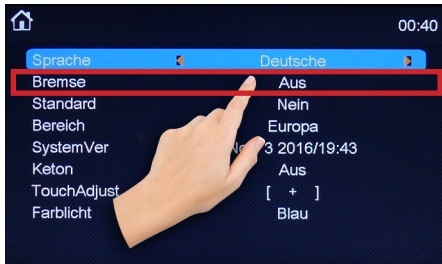 00:40
Sprache Deutsche
Bremse Aus
Standard Nein
Bereich Europa
SystemVer 3 2016/19:43
Keton Aus
TouchAdjust [ + ]
Farblicht Blau